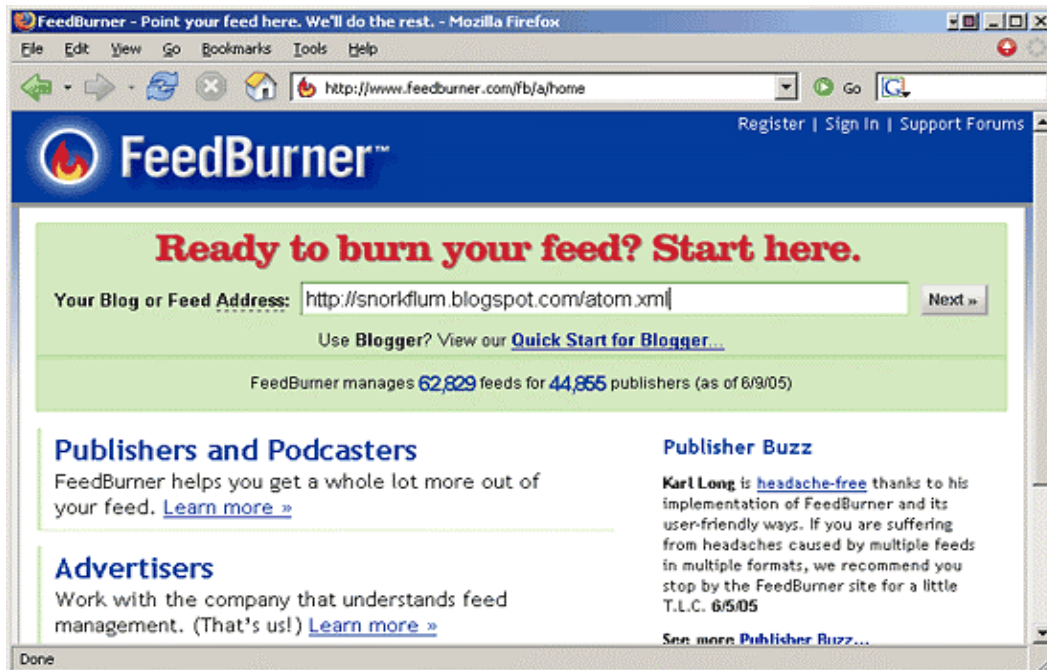 FeedBurner - Point your feed here. We'll do the rest. - Mozilla Firefox
File Edit View Go Bookmarks Tools Help
http://www.feedburner.com/fb/a/home Go G
Register | Sign In | Support Forums
FeedBurner™
Ready to burn your feed? Start here.
Your Blog or Feed Address: http://snorkflum.blogspot.com/atom.xml Next »
Use Blogger? View our Quick Start for Blogger...
FeedBurner manages 62,829 feeds for 44,855 publishers (as of 6/9/05)
Publishers and Podcasters
FeedBurner helps you get a whole lot more out of
your feed. Learn more »
Advertisers
Work with the company that understands feed
management. (That's us!) Learn more »
Publisher Buzz
Karl Long is headache-free thanks to his
implementation of FeedBurner and its
user-friendly ways. If you are suffering
from headaches caused by multiple feeds
in multiple formats, we recommend you
stop by the FeedBurner site for a little
T.L.C. 6/5/05
See more Publisher Buzz...
Done